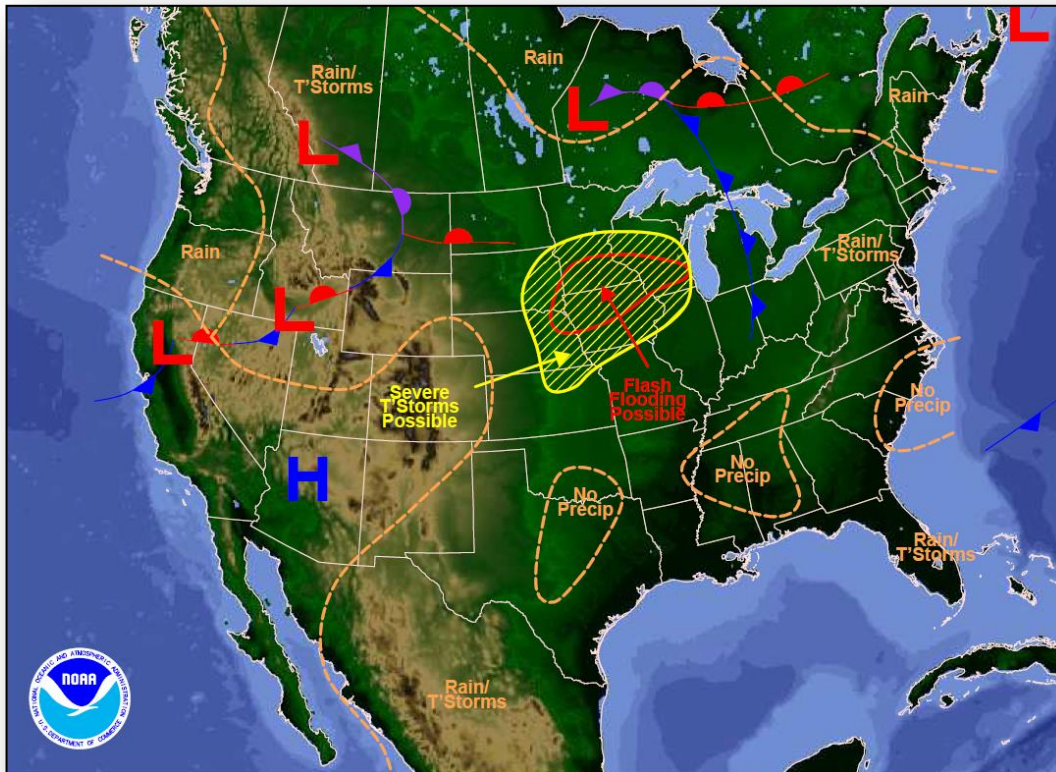 L
Rain
Rain/
T'Storms
L
Rain
L
L
Rain/
T'Storms
Rain
L
L
Severe
T'Storms
Possible
Flash
Flooding
Possible
No
Precip
H
No
Precip
No
Precip
Rain/
T'Storms
Rain/
T'Storms
NATIONAL OCEANIC AND ATMOSPHERIC ADMINISTRATION
NOAA
U.S. DEPARTMENT OF COMMERCE